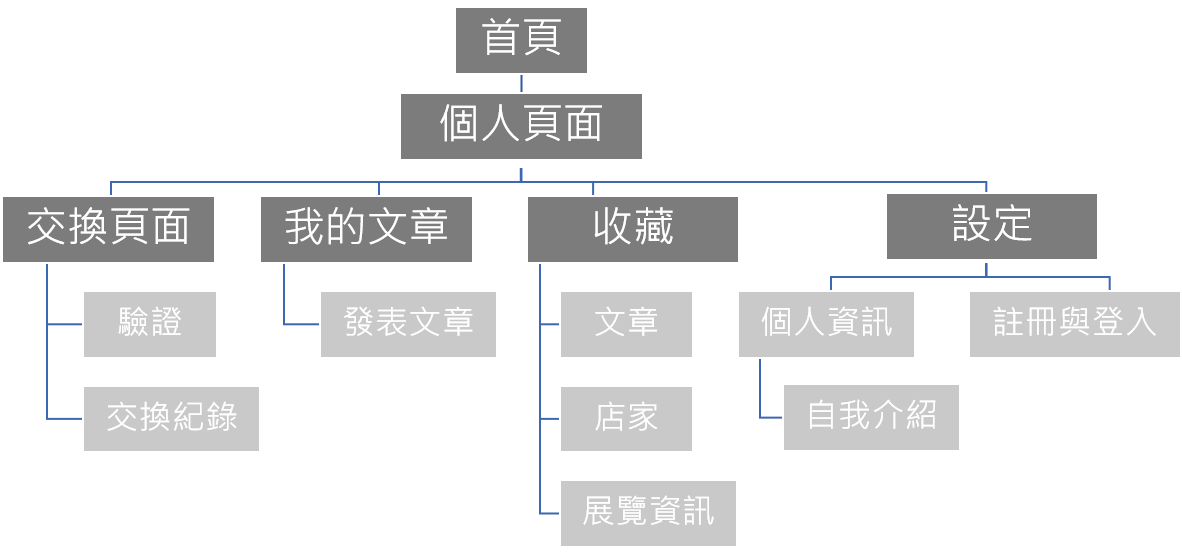 首頁
個人頁面
交換頁面
我的文章
收藏
設定
驗證
發表文章
文章
個人資訊
註冊與登入
交換紀錄
店家
自我介紹
展覽資訊